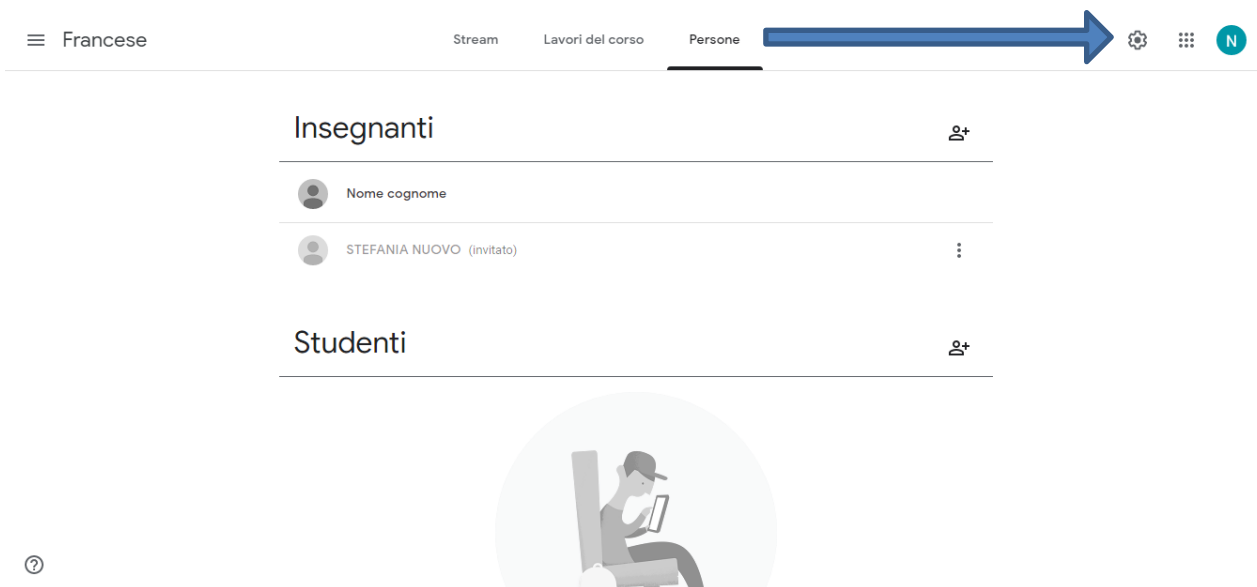 Francese Stream Lavori del corso Persone N
Insegnanti
Nome cognome
STEFANIA NUOVO (invitato)
Studenti